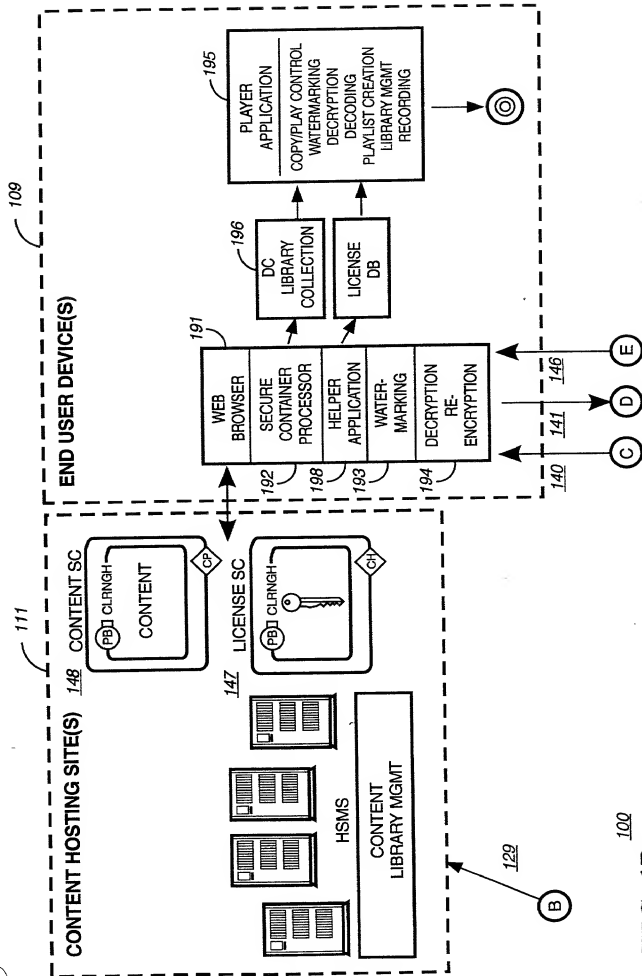 CONTENT HOSTING SITE(S)
111
148
CONTENT SC
PB
CLRNGH
CONTENT
CP
147
LICENSE SC
PB
CLRNGH
CH
HSMS
CONTENT
LIBRARY MGMT
129
B
END USER DEVICE(S)
109
191
WEB
BROWSER
SECURE
CONTAINER
PROCESSOR
192
HELPER
APPLICATION
198
WATER-
MARKING
193
DECRYPTION
RE-
ENCRYPTION
194
196
DC
LIBRARY
COLLECTION
LICENSE
DB
195
PLAYER
APPLICATION
COPY/PLAY CONTROL
WATERMARKING
DECRYPTION
DECODING
PLAYLIST CREATION
LIBRARY MGMT
RECORDING
140
141
146
C
D
E
100